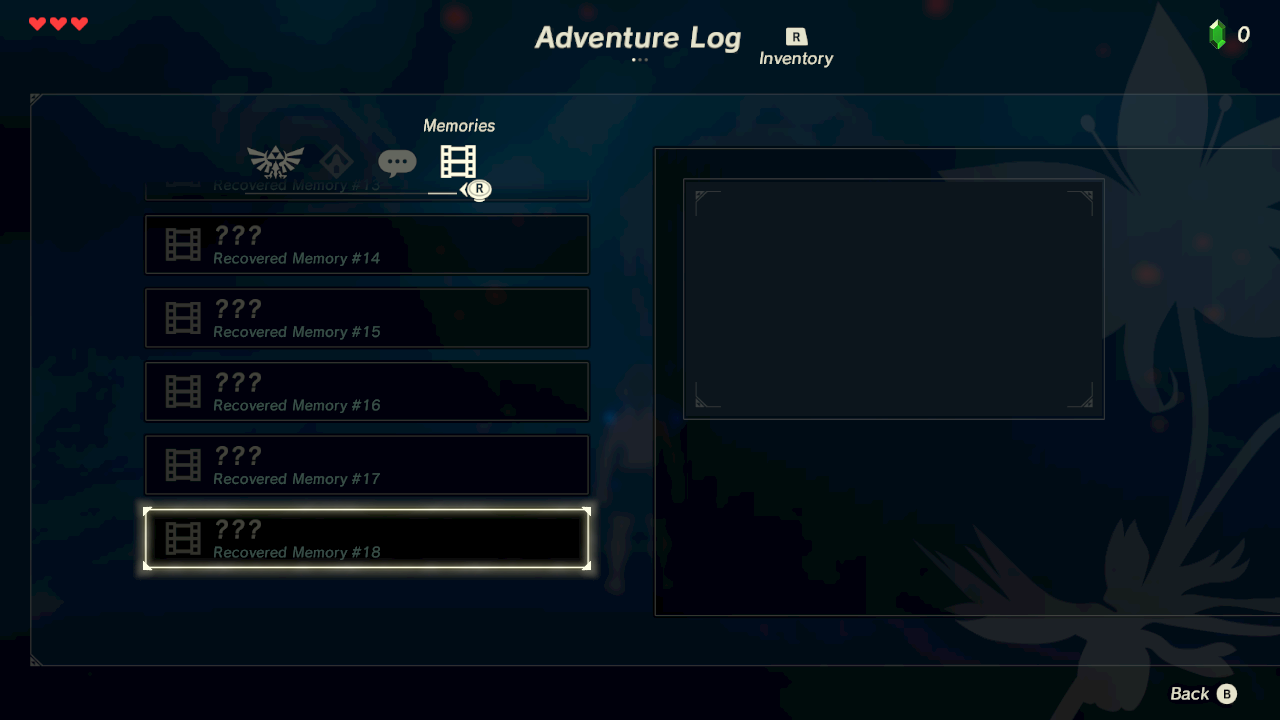 Adventure Log
R
Inventory
0
Memories
R
Recovered Memory #13
???
Recovered Memory #14
???
Recovered Memory #15
???
Recovered Memory #16
???
Recovered Memory #17
???
Recovered Memory #18
Back B